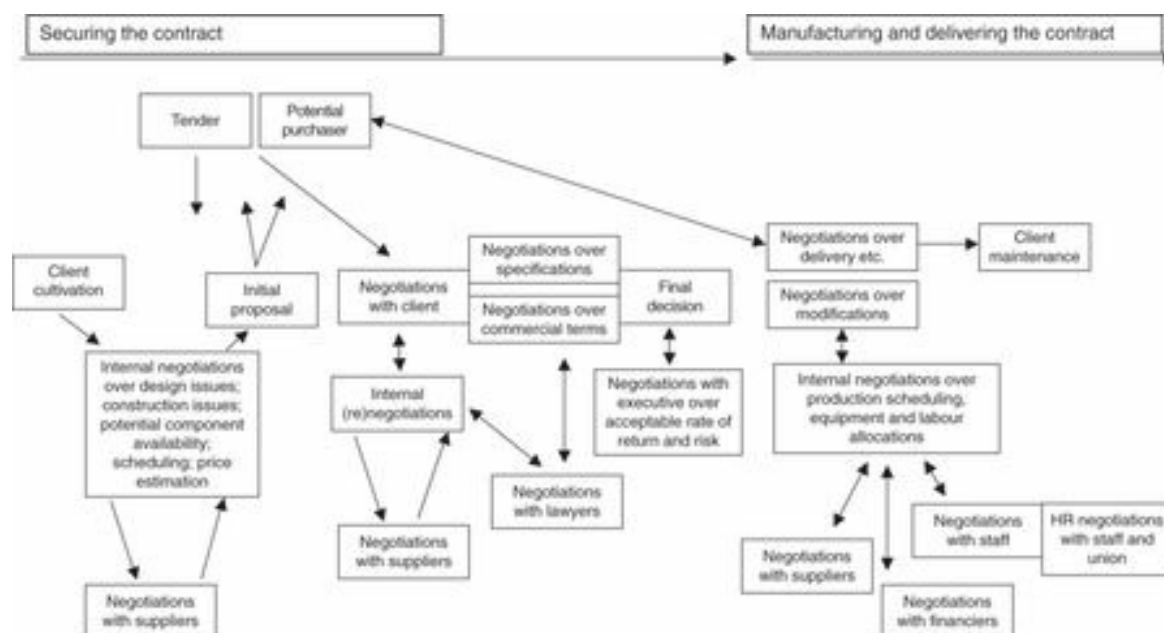 Securing the contract
Manufacturing and delivering the contract
Tender
Potential
purchaser
Client
cultivation
Initial
proposal
Negotiations
with client
Negotiations over
specifications
Negotiations over
commercial terms
Final
decision
Negotiations over
delivery etc.
Client
maintenance
Negotiations over
modifications
Internal negotiations
over design issues;
construction issues;
potential component
availability;
scheduling; price
estimation
Internal
(re)negotiations
Negotiations with
executive over
acceptable rate of
return and risk
Internal negotiations over
production scheduling,
equipment and labour
allocations
Negotiations
with suppliers
Negotiations
with suppliers
Negotiations
with lawyers
Negotiations
with suppliers
Negotiations
with financiers
Negotiations
with staff
HR negotiations
with staff and
union